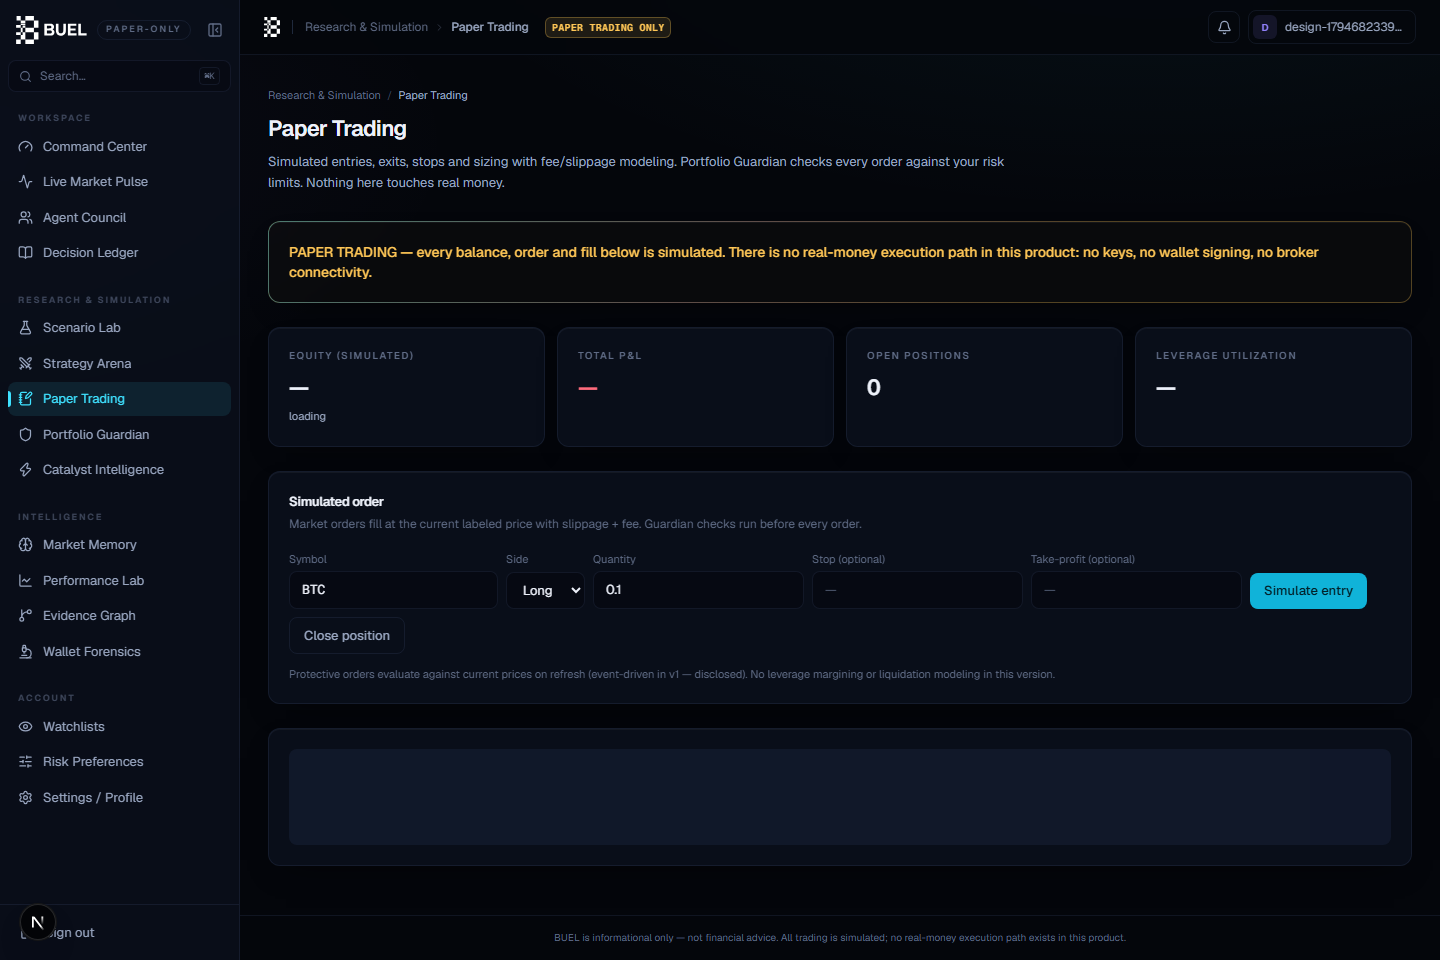 BUEL PAPER-ONLY
Search... ⌘K
WORKSPACE
Command Center
Live Market Pulse
Agent Council
Decision Ledger
RESEARCH & SIMULATION
Scenario Lab
Strategy Arena
Paper Trading
Portfolio Guardian
Catalyst Intelligence
INTELLIGENCE
Market Memory
Performance Lab
Evidence Graph
Wallet Forensics
ACCOUNT
Watchlists
Risk Preferences
Settings / Profile
N
ign out
Research & Simulation › Paper Trading PAPER TRADING ONLY
D design-1794682339...
Research & Simulation / Paper Trading
Paper Trading
Simulated entries, exits, stops and sizing with fee/slippage modeling. Portfolio Guardian checks every order against your risk
limits. Nothing here touches real money.
PAPER TRADING — every balance, order and fill below is simulated. There is no real-money execution path in this product: no keys, no wallet signing, no broker
connectivity.
EQUITY (SIMULATED)
—
loading
TOTAL P&L
—
OPEN POSITIONS
0
LEVERAGE UTILIZATION
—
Simulated order
Market orders fill at the current labeled price with slippage + fee. Guardian checks run before every order.
Symbol Side Quantity Stop (optional) Take-profit (optional)
BTC Long 0.1 — — Simulate entry
Close position
Protective orders evaluate against current prices on refresh (event-driven in v1 — disclosed). No leverage margining or liquidation modeling in this version.
BUEL is informational only — not financial advice. All trading is simulated; no real-money execution path exists in this product.